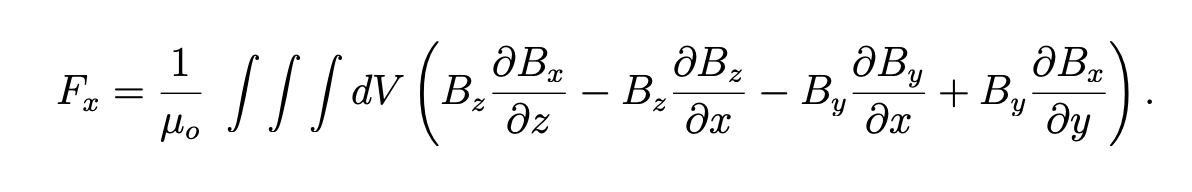 F_x = \frac{1}{\mu_o} \int \int \int dV \left( B_z \frac{\partial B_x}{\partial z} - B_z \frac{\partial B_z}{\partial x} - B_y \frac{\partial B_y}{\partial x} + B_y \frac{\partial B_x}{\partial y} \right) .